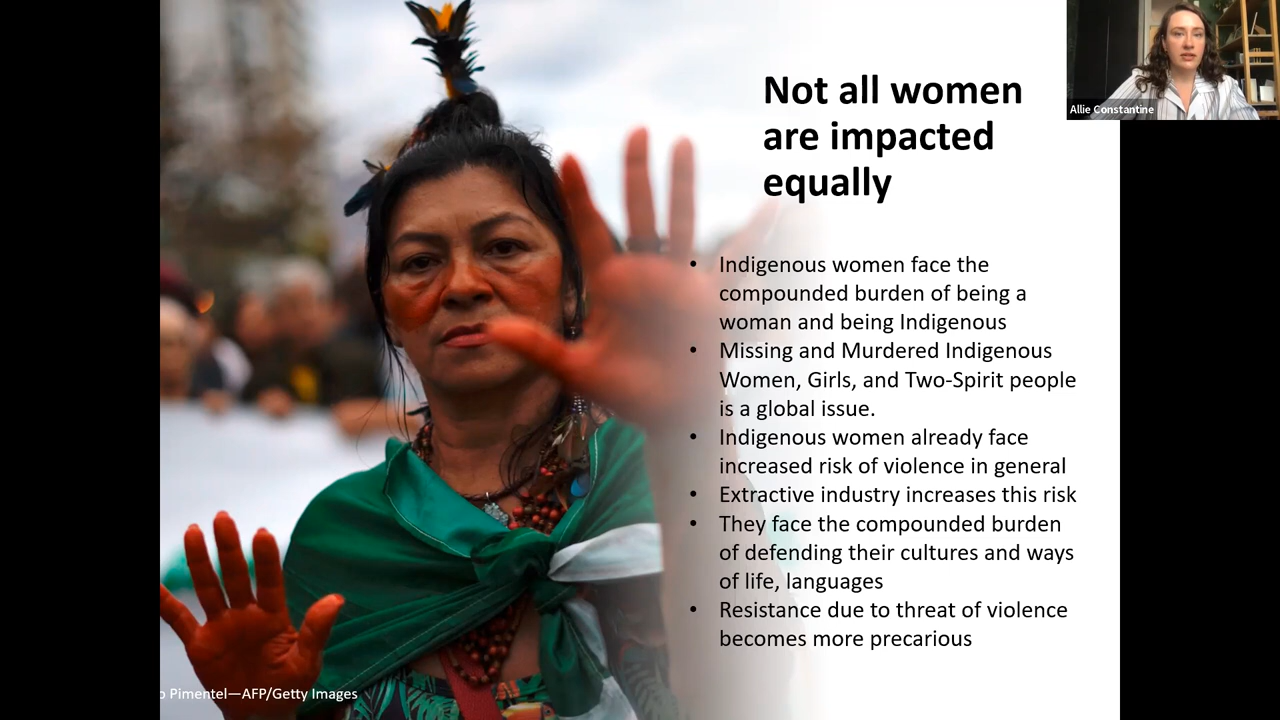 Not all women
are impacted
equally
Allie Constantine
• Indigenous women face the
compounded burden of being a
woman and being Indigenous
• Missing and Murdered Indigenous
Women, Girls, and Two-Spirit people
is a global issue.
• Indigenous women already face
increased risk of violence in general
• Extractive industry increases this risk
• They face the compounded burden
of defending their cultures and ways
of life, languages
• Resistance due to threat of violence
becomes more precarious
Pimentel—AFP/Getty Images